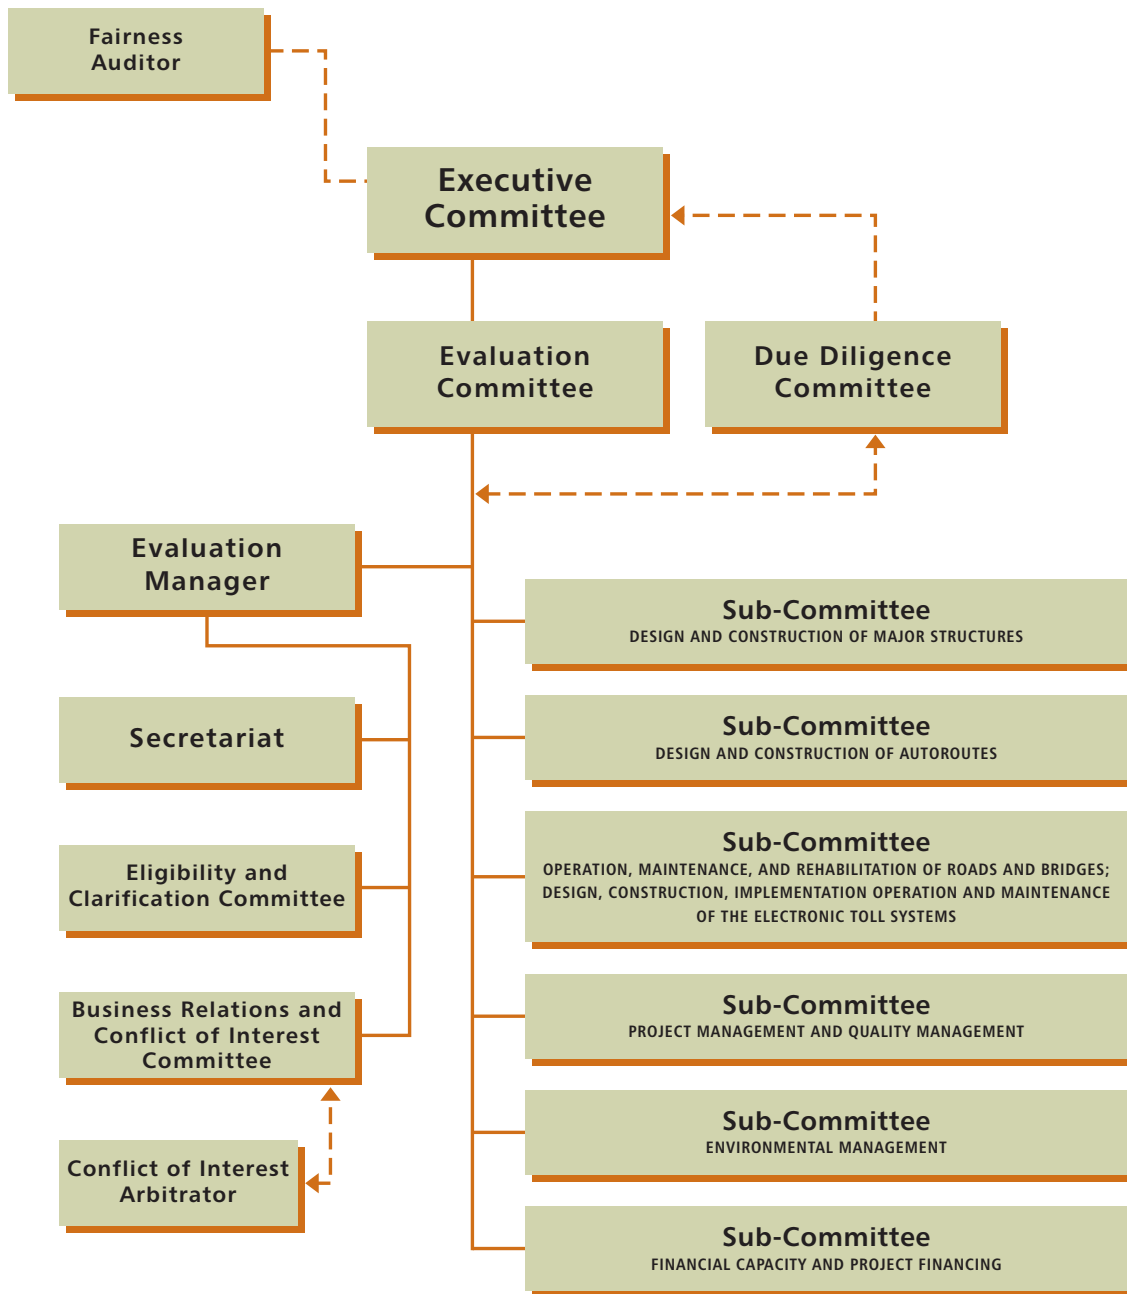 Fairness
Auditor
Executive
Committee
Evaluation
Committee
Due Diligence
Committee
Evaluation
Manager
Secretariat
Eligibility and
Clarification Committee
Business Relations and
Conflict of Interest
Committee
Conflict of Interest
Arbitrator
Sub-Committee
DESIGN AND CONSTRUCTION OF MAJOR STRUCTURES
Sub-Committee
DESIGN AND CONSTRUCTION OF AUTOROUTES
Sub-Committee
OPERATION, MAINTENANCE, AND REHABILITATION OF ROADS AND BRIDGES;
DESIGN, CONSTRUCTION, IMPLEMENTATION OPERATION AND MAINTENANCE
OF THE ELECTRONIC TOLL SYSTEMS
Sub-Committee
PROJECT MANAGEMENT AND QUALITY MANAGEMENT
Sub-Committee
ENVIRONMENTAL MANAGEMENT
Sub-Committee
FINANCIAL CAPACITY AND PROJECT FINANCING